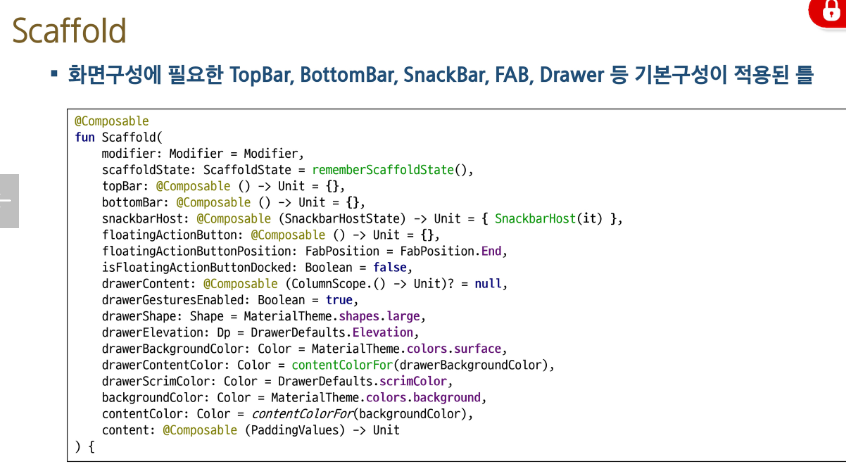 Scaffold
▪ 화면구성에 필요한 TopBar, BottomBar, SnackBar, FAB, Drawer 등 기본구성이 적용된 틀
@Composable
fun Scaffold(
    modifier: Modifier = Modifier,
    scaffoldState: ScaffoldState = rememberScaffoldState(),
    topBar: @Composable () -> Unit = {},
    bottomBar: @Composable () -> Unit = {},
    snackbarHost: @Composable (SnackbarHostState) -> Unit = { SnackbarHost(it) },
    floatingActionButton: @Composable () -> Unit = {},
    floatingActionButtonPosition: FabPosition = FabPosition.End,
    isFloatingActionButtonDocked: Boolean = false,
    drawerContent: @Composable (ColumnScope.() -> Unit)? = null,
    drawerGesturesEnabled: Boolean = true,
    drawerShape: Shape = MaterialTheme.shapes.large,
    drawerElevation: Dp = DrawerDefaults.Elevation,
    drawerBackgroundColor: Color = MaterialTheme.colors.surface,
    drawerContentColor: Color = contentColorFor(drawerBackgroundColor),
    drawerScrimColor: Color = DrawerDefaults.scrimColor,
    backgroundColor: Color = MaterialTheme.colors.background,
    contentColor: Color = contentColorFor(backgroundColor),
    content: @Composable (PaddingValues) -> Unit
) {